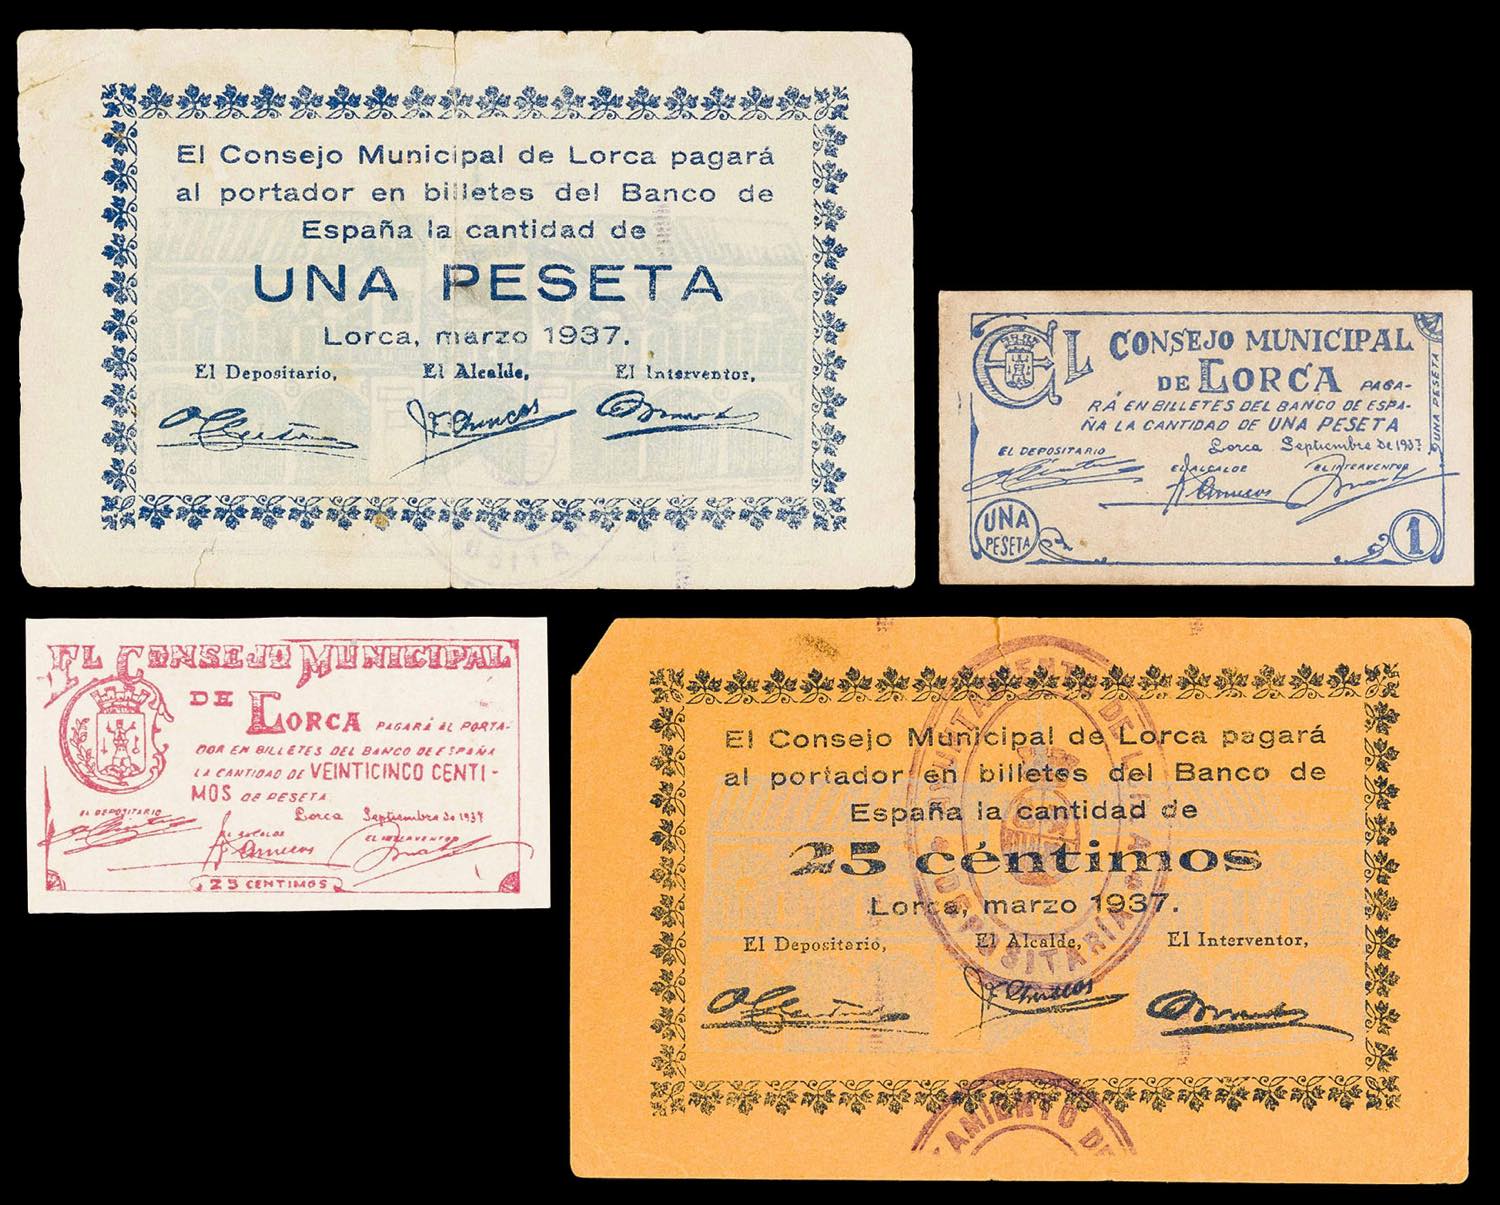 El Consejo Municipal de Lorca pagará
al portador en billetes del Banco de
España la cantidad de
UNA PESETA
Lorca, marzo 1937.
El Depositario, El Alcalde, El Interventor,
EL CONSEJO MUNICIPAL
DE LORCA PAGA-
RÁ EN BILLETES DEL BANCO DE ESPA-
ÑA LA CANTIDAD DE UNA PESETA
Lorca Septiembre de 1937
EL DEPOSITARIO EL ALCALDE EL INTERVENTOR
UNA
PESETA
1
UNA PESETA
EL CONSEJO MUNICIPAL
DE LORCA PAGARÁ AL PORTA-
DOR EN BILLETES DEL BANCO DE ESPAÑA
LA CANTIDAD DE VEINTICINCO CENTI-
MOS DE PESETA
Lorca Septiembre de 1937
EL DEPOSITARIO EL ALCALDE EL INTERVENTOR
25 CENTIMOS
El Consejo Municipal de Lorca pagará
al portador en billetes del Banco de
España la cantidad de
25 céntimos
Lorca, marzo 1937.
El Depositario, El Alcalde, El Interventor,
DEPOSITARIA
AMIENTO DE